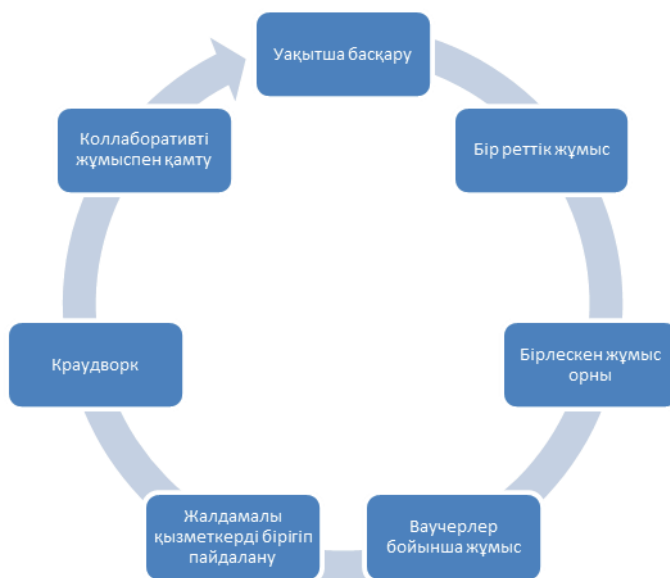 Уақытша басқару
Бір реттік жұмыс
Бірлескен жұмыс
орны
Ваучерлер
бойынша жұмыс
Жалдамалы
қызметкерді бірігіп
пайдалану
Краудворк
Коллаборативті
жұмыспен қамту